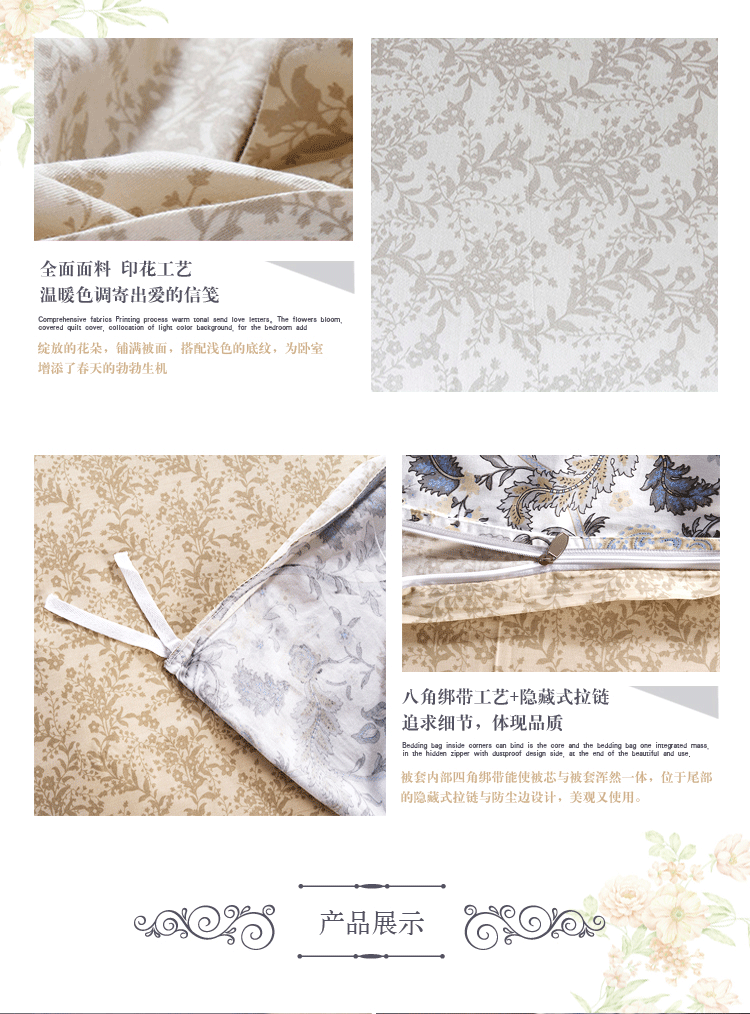 全面面料 印花工艺
温暖色调寄出爱的信笺
Comprehensive fabrics Printing process warm tonal send love letters。The flowers bloom,
covered quilt cover, collocation of light color background, for the bedroom add
绽放的花朵，铺满被面，搭配浅色的底纹，为卧室
增添了春天的勃勃生机
八角绑带工艺+隐藏式拉链
追求细节，体现品质
Bedding bag inside corners can bind is the core and the bedding bag one integrated mass,
in the hidden zipper with dustproof design side, at the end of the beautiful and use.
被套内部四角绑带能使被芯与被套浑然一体，位于尾部
的隐藏式拉链与防尘边设计，美观又使用。
产品展示